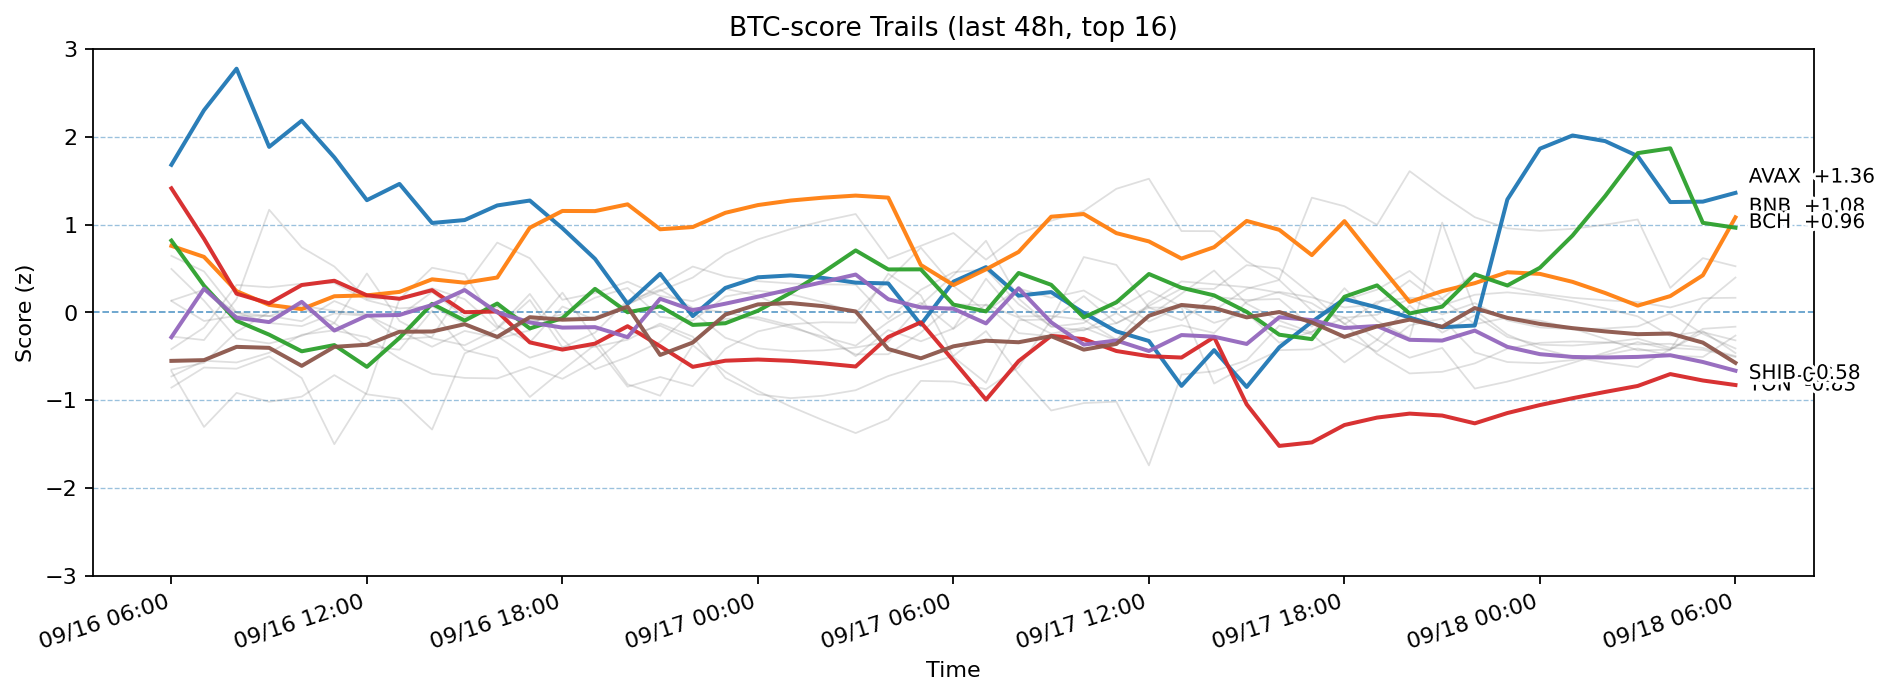 BTC-score Trails (last 48h, top 16)
3
2
1
0
−1
−2
−3
Score (z)
AVAX +1.36
BNB +1.08
BCH +0.96
SHIB -0.58
TON -0.83
09/16 06:00
09/16 12:00
09/16 18:00
09/17 00:00
09/17 06:00
09/17 12:00
09/17 18:00
09/18 00:00
09/18 06:00
Time